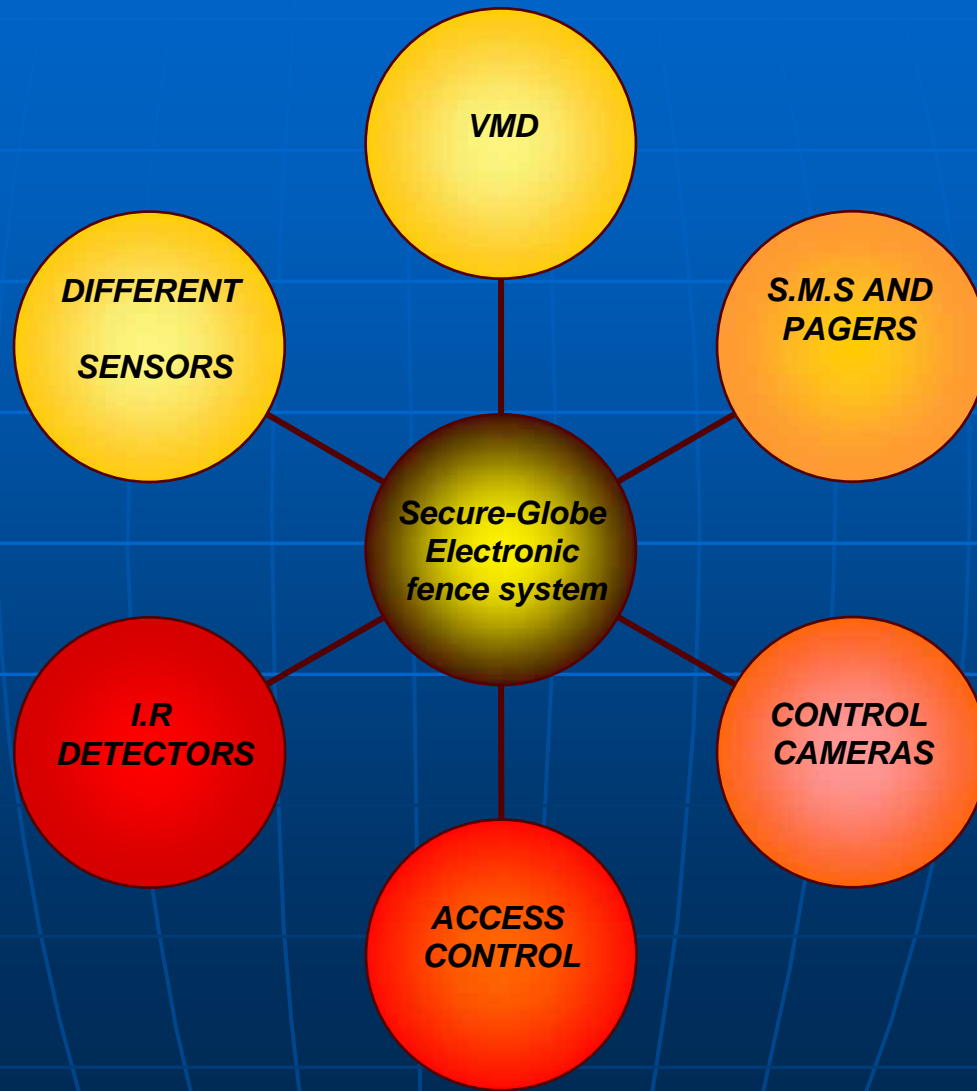 VMD
DIFFERENT
SENSORS
S.M.S AND
PAGERS
Secure-Globe
Electronic
fence system
I.R
DETECTORS
CONTROL
CAMERAS
ACCESS
CONTROL